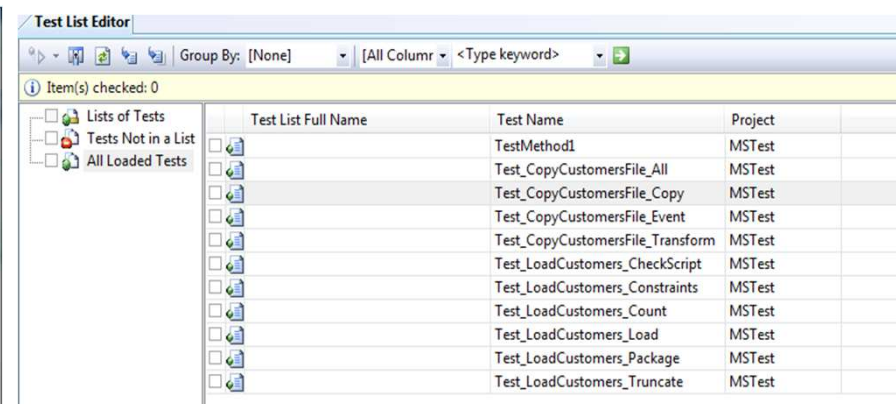 Test List Editor
Group By: [None] [All Columr <Type keyword>
Item(s) checked: 0
Lists of Tests
Tests Not in a List
All Loaded Tests
Test List Full Name Test Name Project
TestMethod1 MSTest
Test_CopyCustomersFile_All MSTest
Test_CopyCustomersFile_Copy MSTest
Test_CopyCustomersFile_Event MSTest
Test_CopyCustomersFile_Transform MSTest
Test_LoadCustomers_CheckScript MSTest
Test_LoadCustomers_Constraints MSTest
Test_LoadCustomers_Count MSTest
Test_LoadCustomers_Load MSTest
Test_LoadCustomers_Package MSTest
Test_LoadCustomers_Truncate MSTest